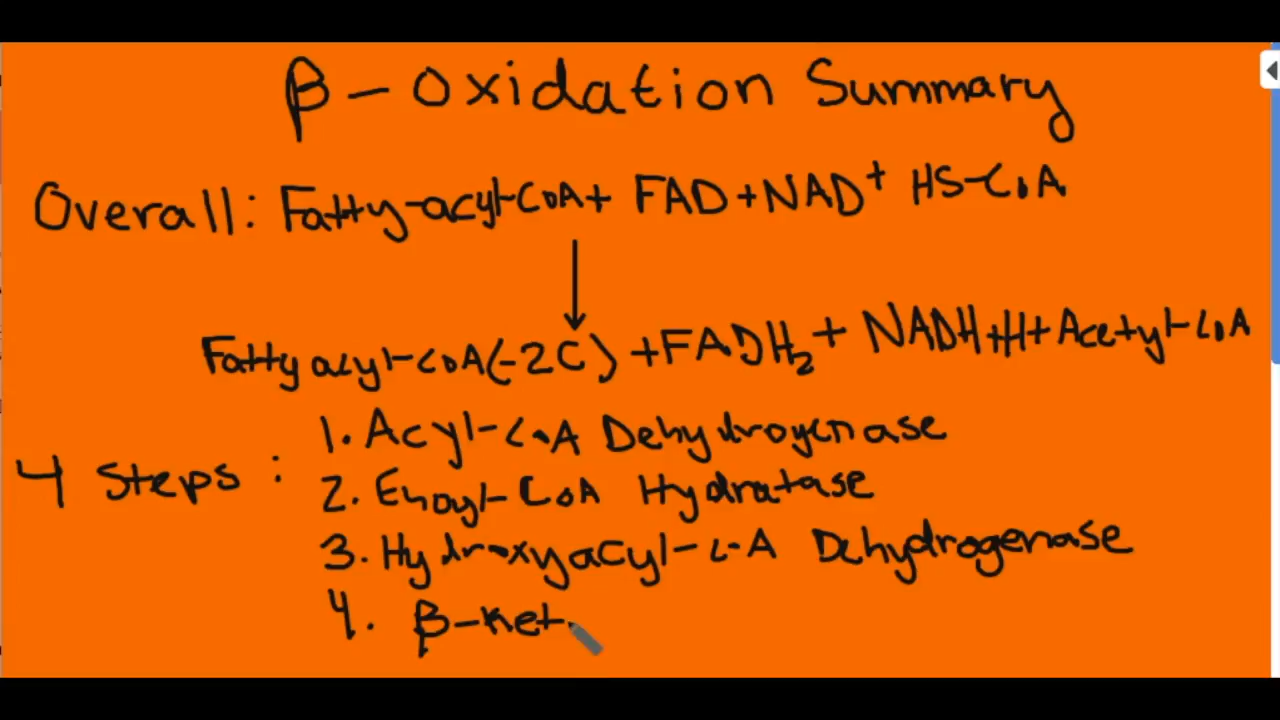 β-Oxidation Summary
Overall: Fatty-acyl-CoA+ FAD+NAD+ HS-CoA
Fatty acyl-CoA(-2C) +FADH2+ NADH+H+ Acetyl-CoA
4 Steps:
1. Acyl-CoA Dehydrogenase
2. Enoyl-CoA Hydratase
3. Hydroxyacyl-CoA Dehydrogenase
4. β-Ket